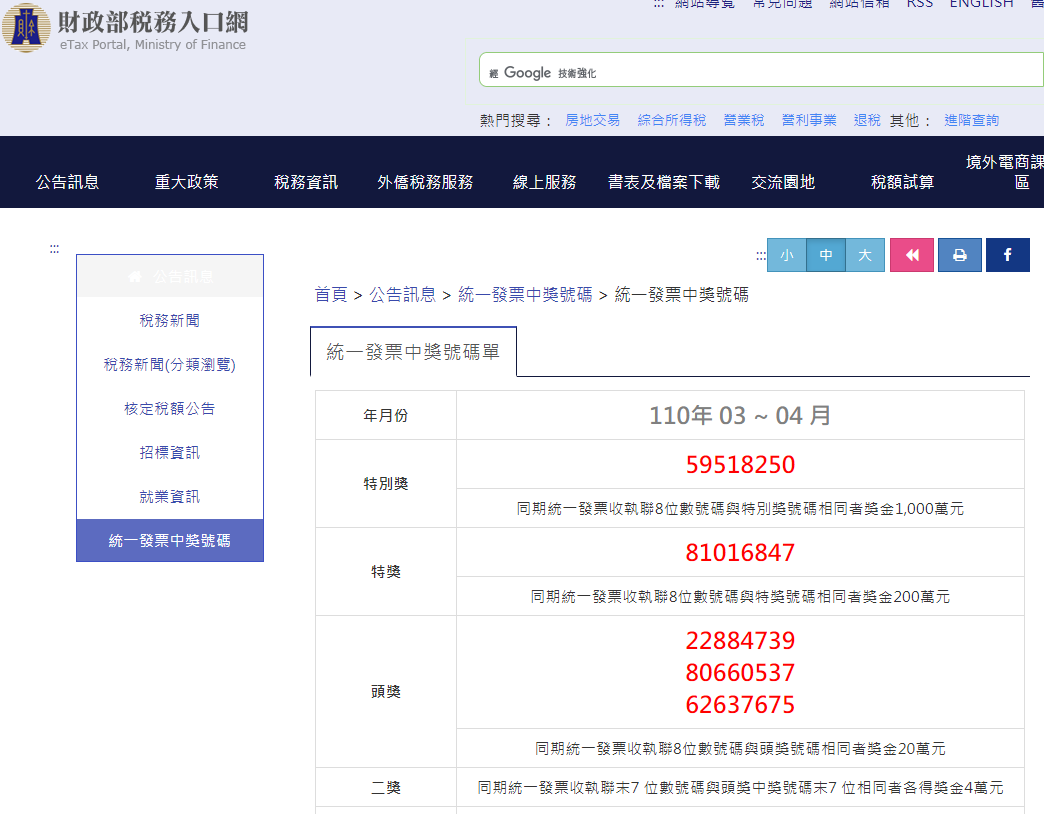 財政部稅務入口網
eTax Portal, Ministry of Finance
::: 網站導覽 常見問題 網站信箱 RSS ENGLISH
經 Google 技術強化
熱門搜尋： 房地交易 綜合所得稅 營業稅 營利事業 退稅 其他： 進階查詢
公告訊息 重大政策 稅務資訊 外僑稅務服務 線上服務 書表及檔案下載 交流園地 稅額試算 境外電商課
區
:::
公告訊息
稅務新聞
稅務新聞(分類瀏覽)
核定稅額公告
招標資訊
就業資訊
統一發票中獎號碼
::: 小 中 大
首頁 > 公告訊息 > 統一發票中獎號碼 > 統一發票中獎號碼
統一發票中獎號碼單
年月份 110年 03 ~ 04 月
特別獎 59518250
同期統一發票收執聯8位數號碼與特別獎號碼相同者獎金1,000萬元
特獎 81016847
同期統一發票收執聯8位數號碼與特獎號碼相同者獎金200萬元
頭獎 22884739
80660537
62637675
同期統一發票收執聯8位數號碼與頭獎號碼相同者獎金20萬元
二獎 同期統一發票收執聯末7 位數號碼與頭獎中獎號碼末7 位相同者各得獎金4萬元